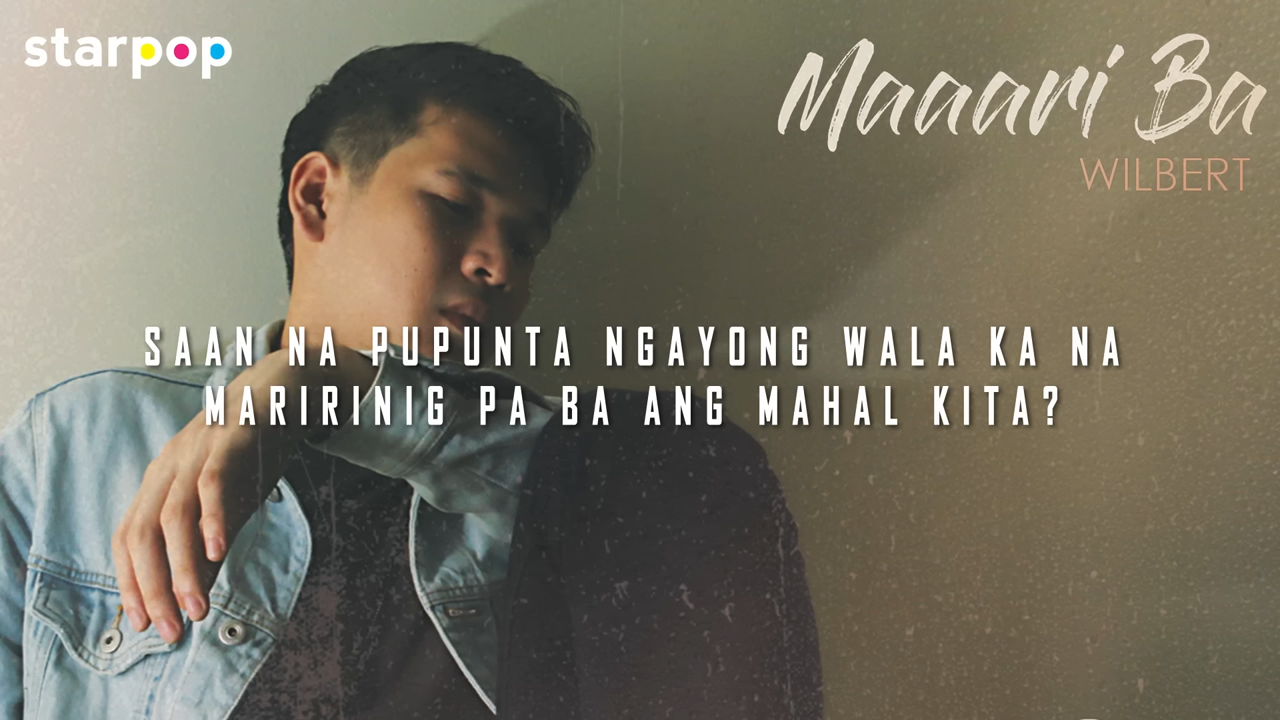 starpop
Maaari Ba
WILBERT
SAAN NA PUPUNTA NGAYONG WALA KA NA
MARIRINIG PA BA ANG MAHAL KITA?